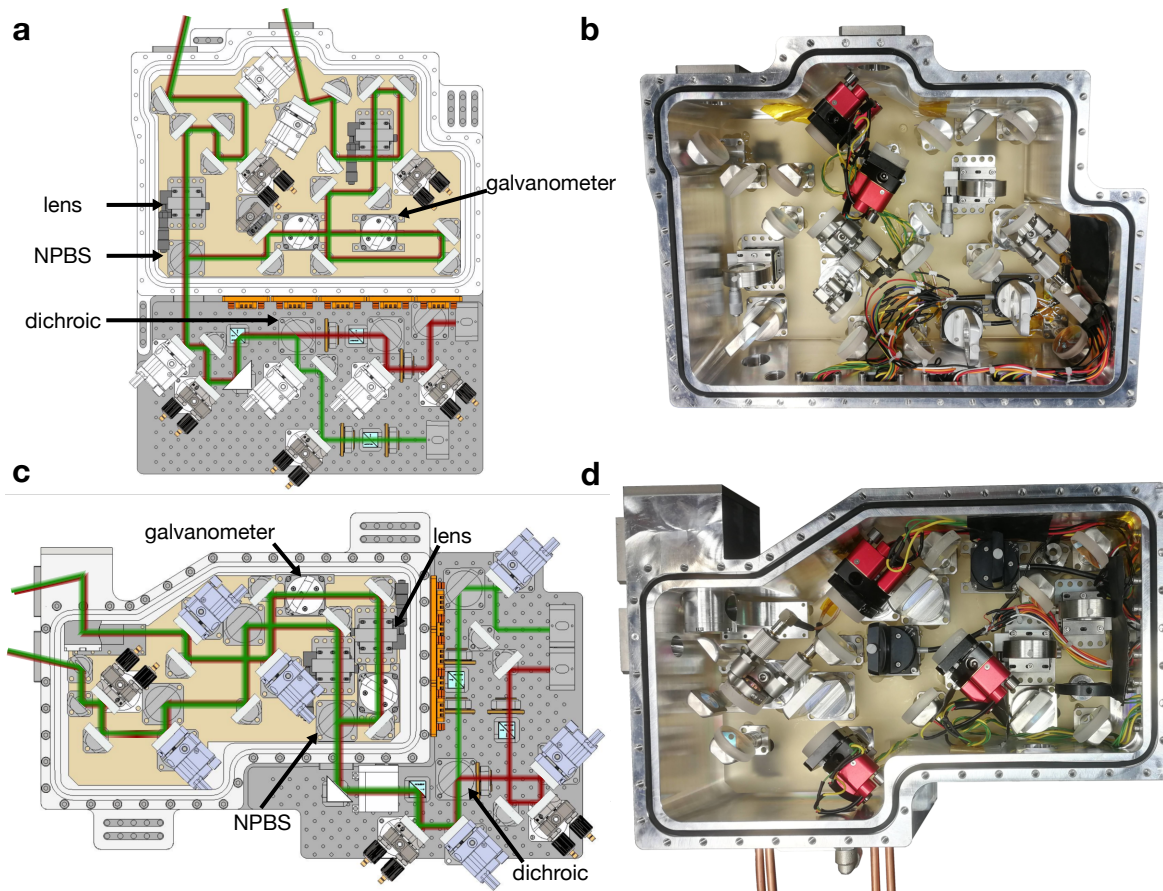 a
b
galvanometer
lens
NPBS
dichroic
c
d
galvanometer
lens
NPBS
dichroic